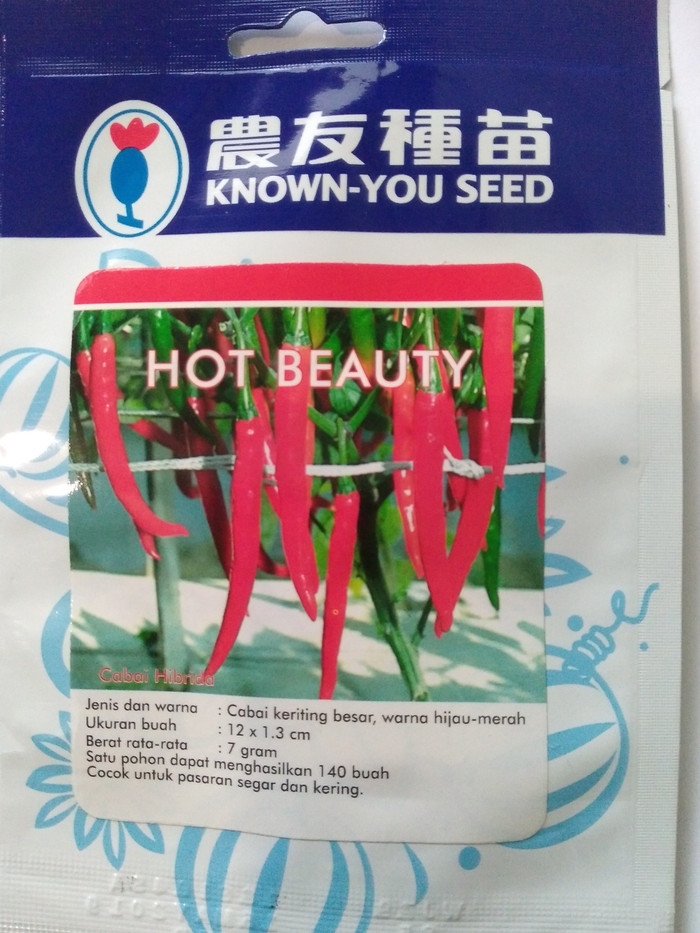 農友種苗
KNOWN-YOU SEED
HOT BEAUTY
Cabai Hibrida
Jenis dan warna : Cabai keriting besar, warna hijau-merah
Ukuran buah : 12 x 1.3 cm
Berat rata-rata : 7 gram
Satu pohon dapat menghasilkan 140 buah
Cocok untuk pasaran segar dan kering.